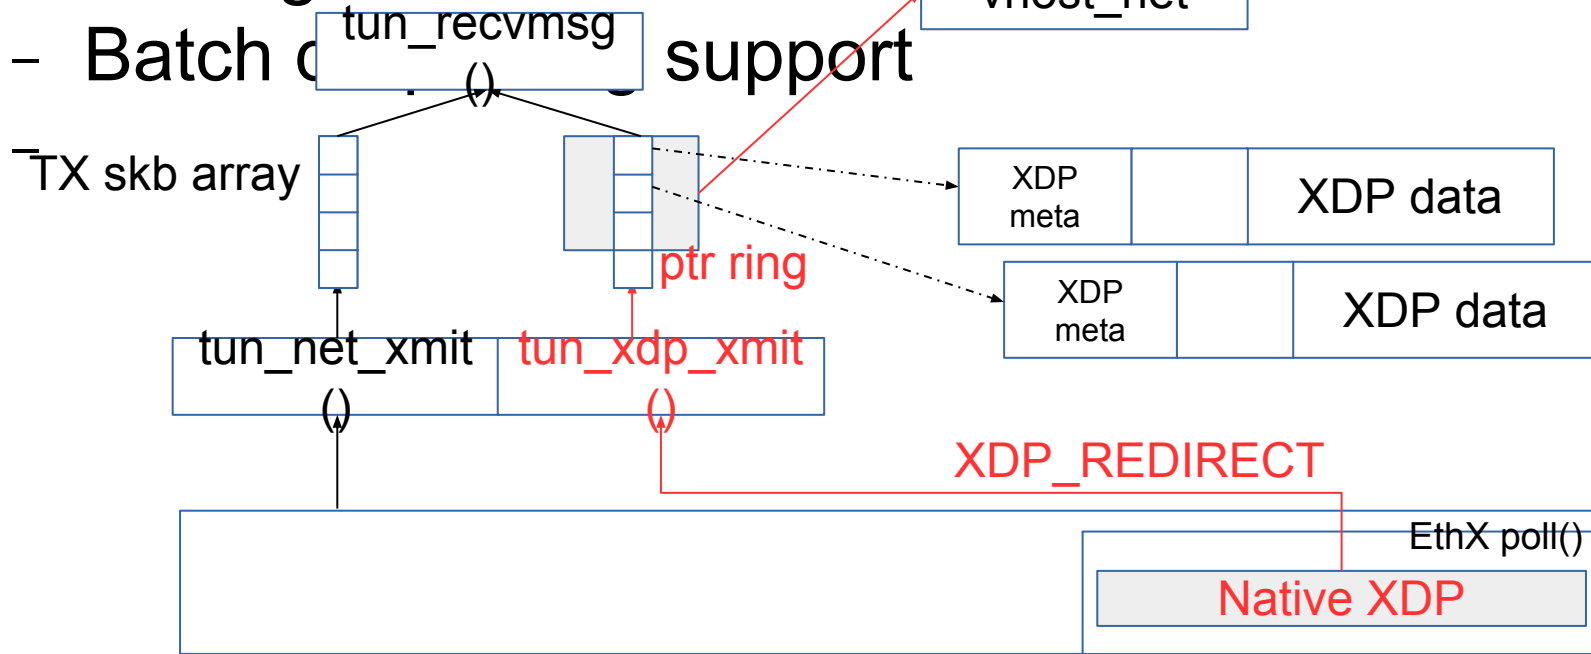 vhost_net
tun_recvmsg
()
– Batch support
–
TX skb array
XDP
meta
XDP data
ptr ring
XDP
meta
XDP data
tun_net_xmit
()
tun_xdp_xmit
()
XDP_REDIRECT
EthX poll()
Native XDP